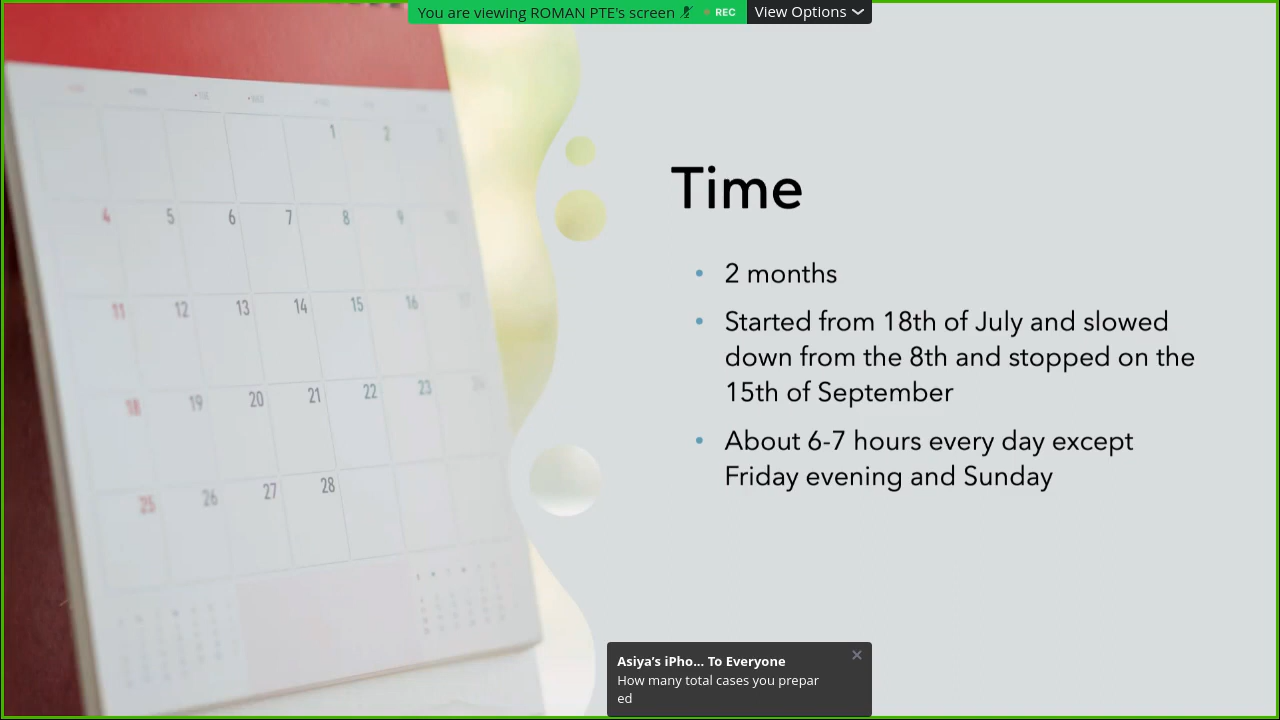 You are viewing ROMAN PTE's screen
REC
View Options
1 2
4 5 6 7 8 9 10
11 12 13 14 15 16 17
18 19 20 21 22 23 24
25 26 27 28
Time
• 2 months
• Started from 18th of July and slowed
down from the 8th and stopped on the
15th of September
• About 6-7 hours every day except
Friday evening and Sunday
Asiya's iPho... To Everyone
How many total cases you prepar
ed